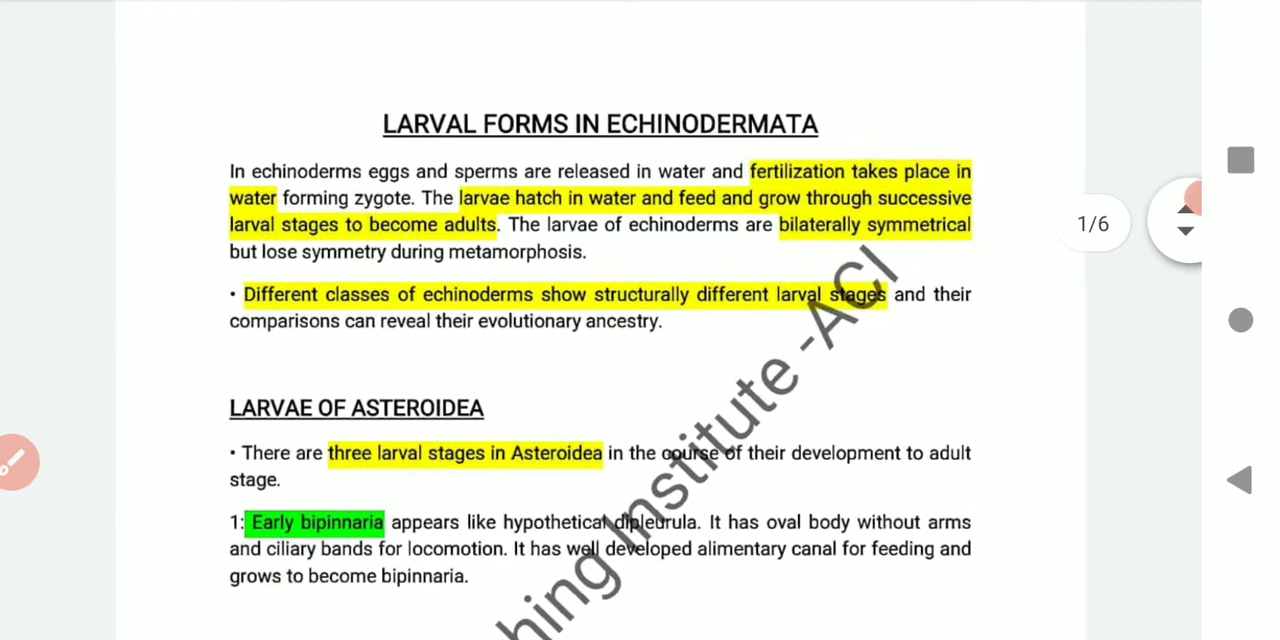 LARVAL FORMS IN ECHINODERMATA
In echinoderms eggs and sperms are released in water and fertilization takes place in
water forming zygote. The larvae hatch in water and feed and grow through successive
larval stages to become adults. The larvae of echinoderms are bilaterally symmetrical
but lose symmetry during metamorphosis.
• Different classes of echinoderms show structurally different larval stages and their
comparisons can reveal their evolutionary ancestry.
1/6
LARVAE OF ASTEROIDEA
• There are three larval stages in Asteroidea in the course of their development to adult
stage.
1: Early bipinnaria appears like hypothetical dipleurula. It has oval body without arms
and ciliary bands for locomotion. It has well developed alimentary canal for feeding and
grows to become bipinnaria.
hing Institute -ACI